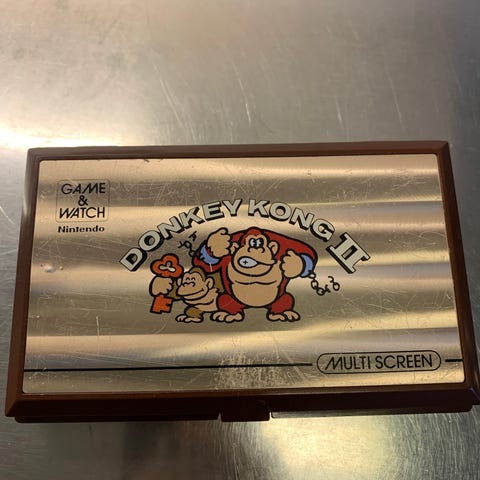 GAME
&
WATCH
Nintendo
DONKEY KONG II
MULTI SCREEN